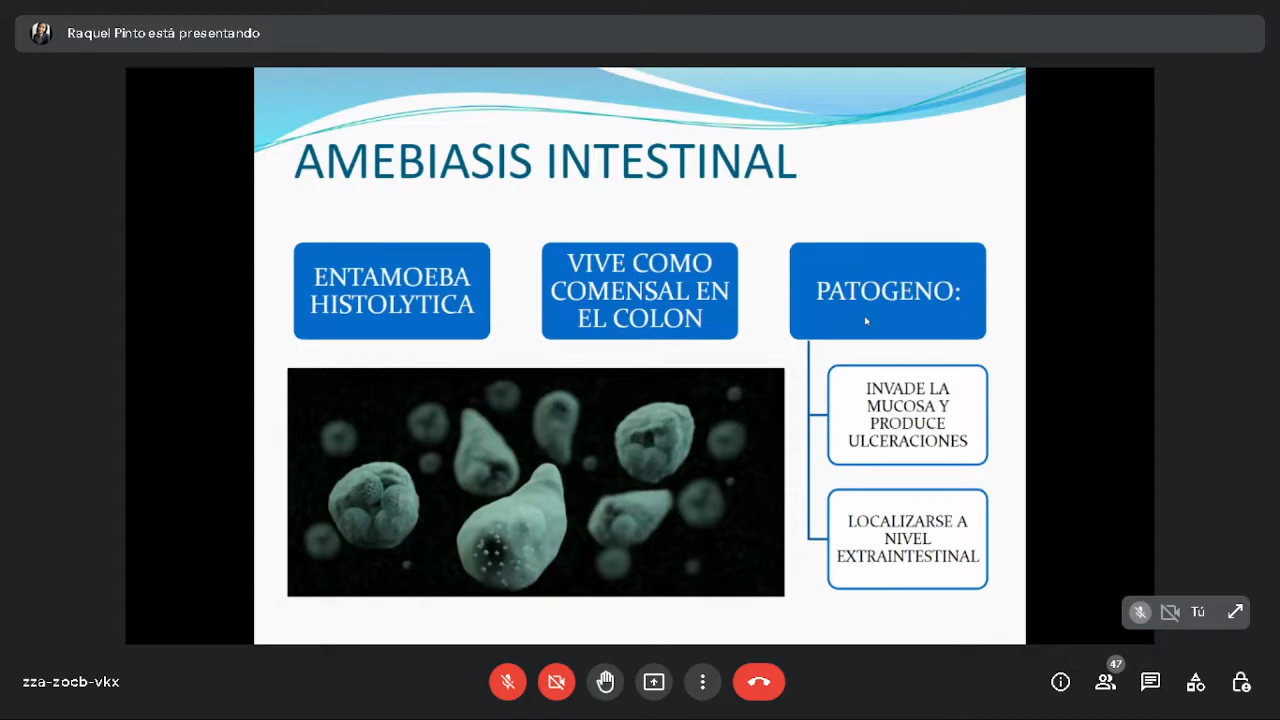 Raquel Pinto está presentando
AMEBIASIS INTESTINAL
ENTAMOEBA
HISTOLYTICA
VIVE COMO
COMENSAL EN
EL COLON
PATOGENO:
INVADE LA
MUCOSA Y
PRODUCE
ULCERACIONES
LOCALIZARSE A
NIVEL
EXTRAINTESTINAL
Tú
zza-zocb-vkx
47